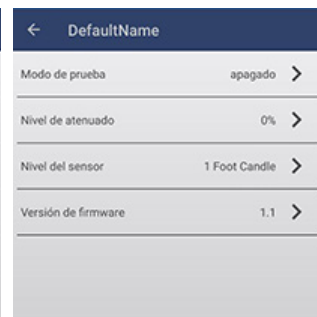 DefaultName
Modo de prueba apagado
Nivel de atenuado 0%
Nivel del sensor 1 Foot Candle
Versión de firmware 1.1